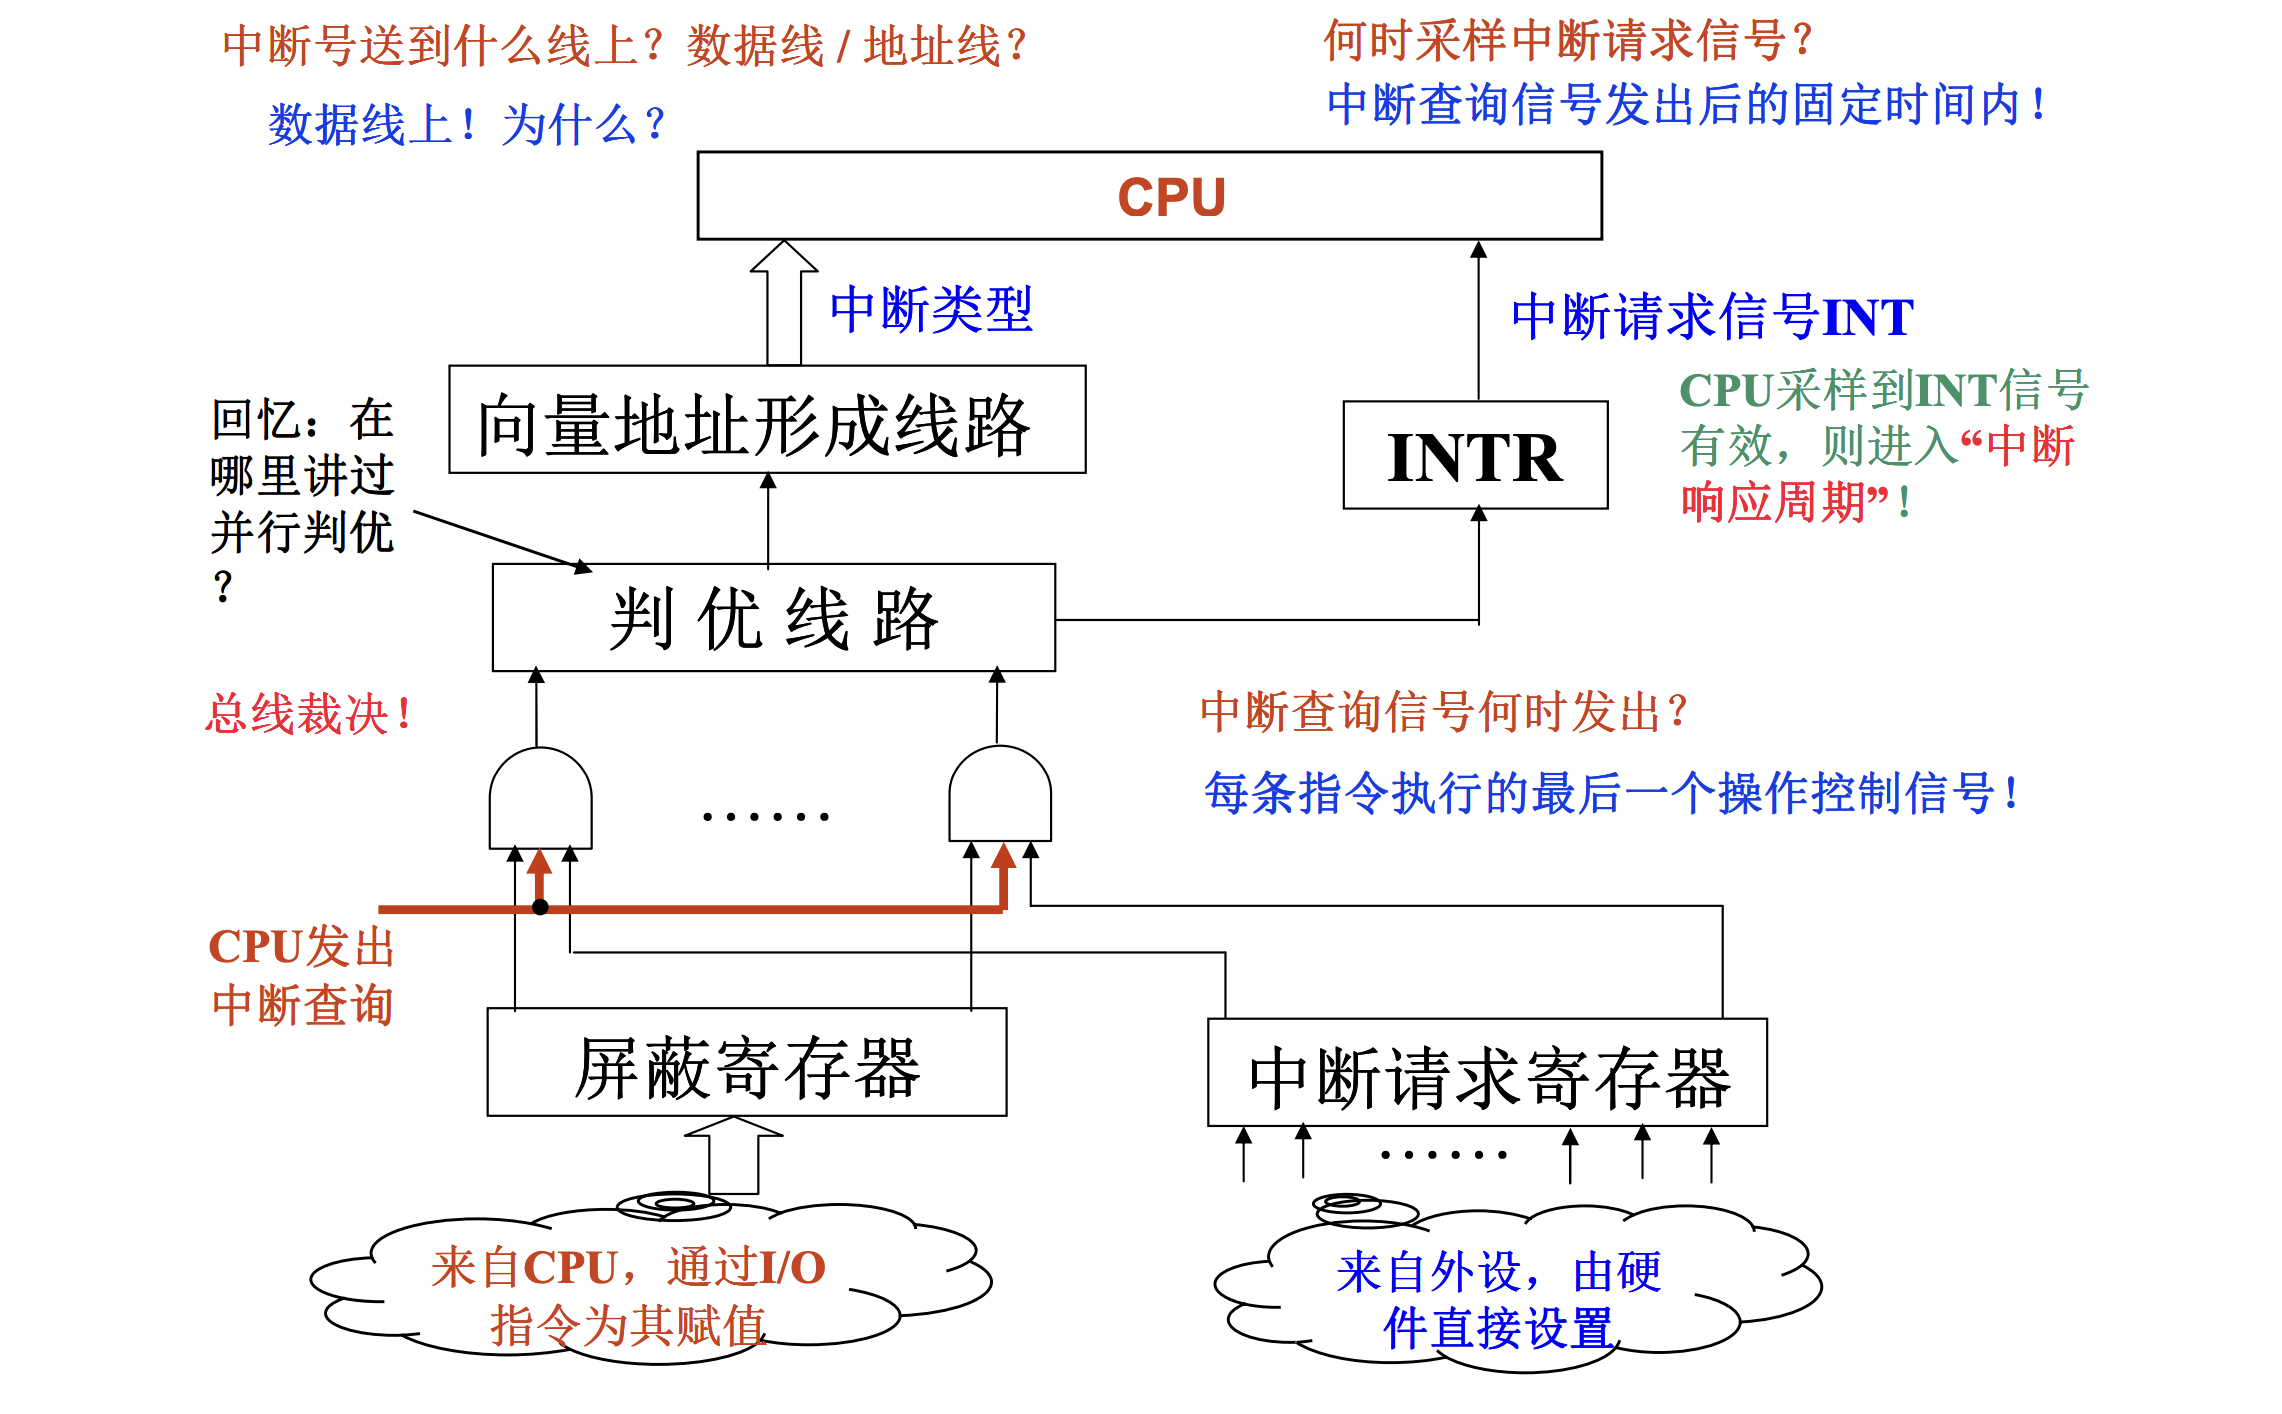 中断号送到什么线上？数据线 / 地址线？
数据线上！为什么？
何时采样中断请求信号？
中断查询信号发出后的固定时间内！
CPU
中断类型
中断请求信号INT
向量地址形成线路
INTR
CPU采样到INT信号
有效，则进入“中断
响应周期”！
回忆：在
哪里讲过
并行判优
？
判 优 线 路
总线裁决！
中断查询信号何时发出？
每条指令执行的最后一个操作控制信号！
······
CPU发出
中断查询
屏蔽寄存器
中断请求寄存器
······
来自CPU，通过I/O
指令为其赋值
来自外设，由硬
件直接设置